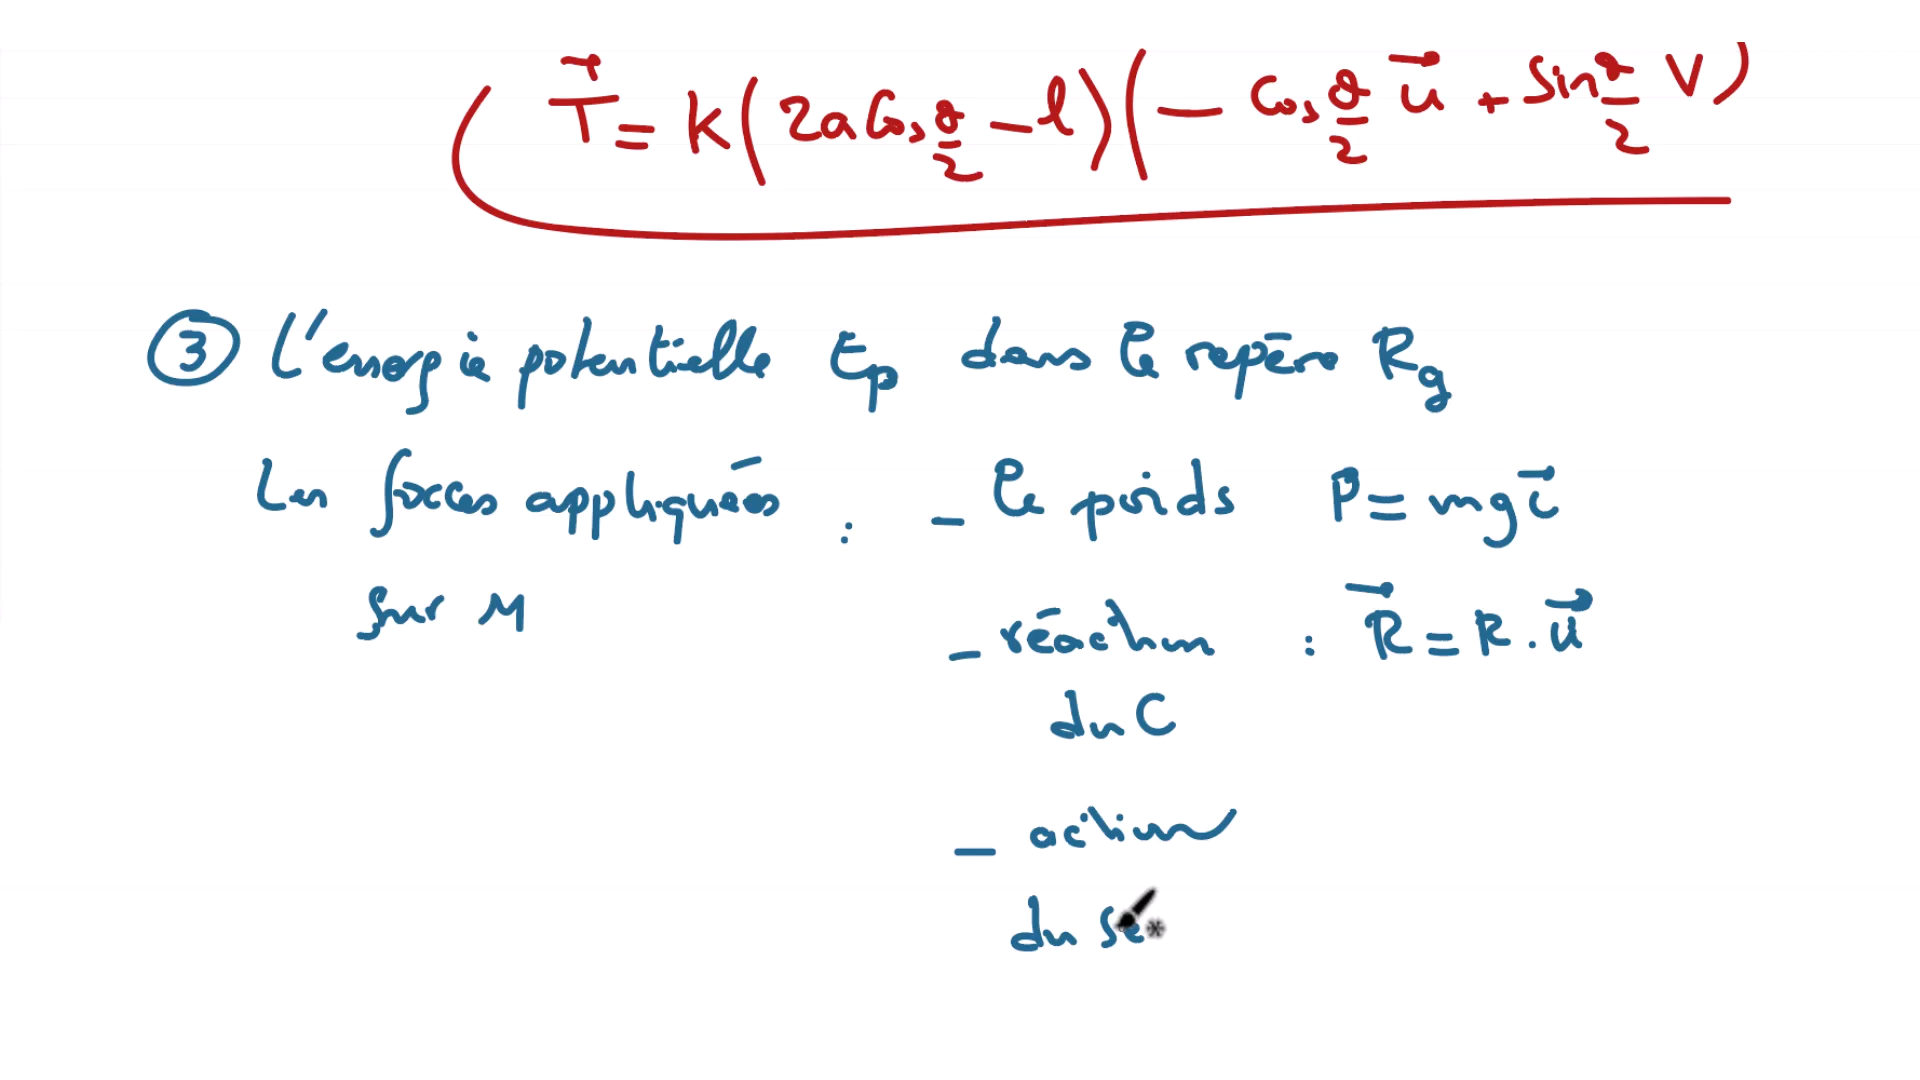 T⃗ = K(2a Cos θ/2 - l)(- Cos θ/2 u⃗ + Sin θ/2 V)
③ L'energie potentielle Ep dans le repère Rg
Les forces appliquées : - le poids P = mg i⃗
sur M
- réaction : R⃗ = R . u⃗
du C
- action
du Se